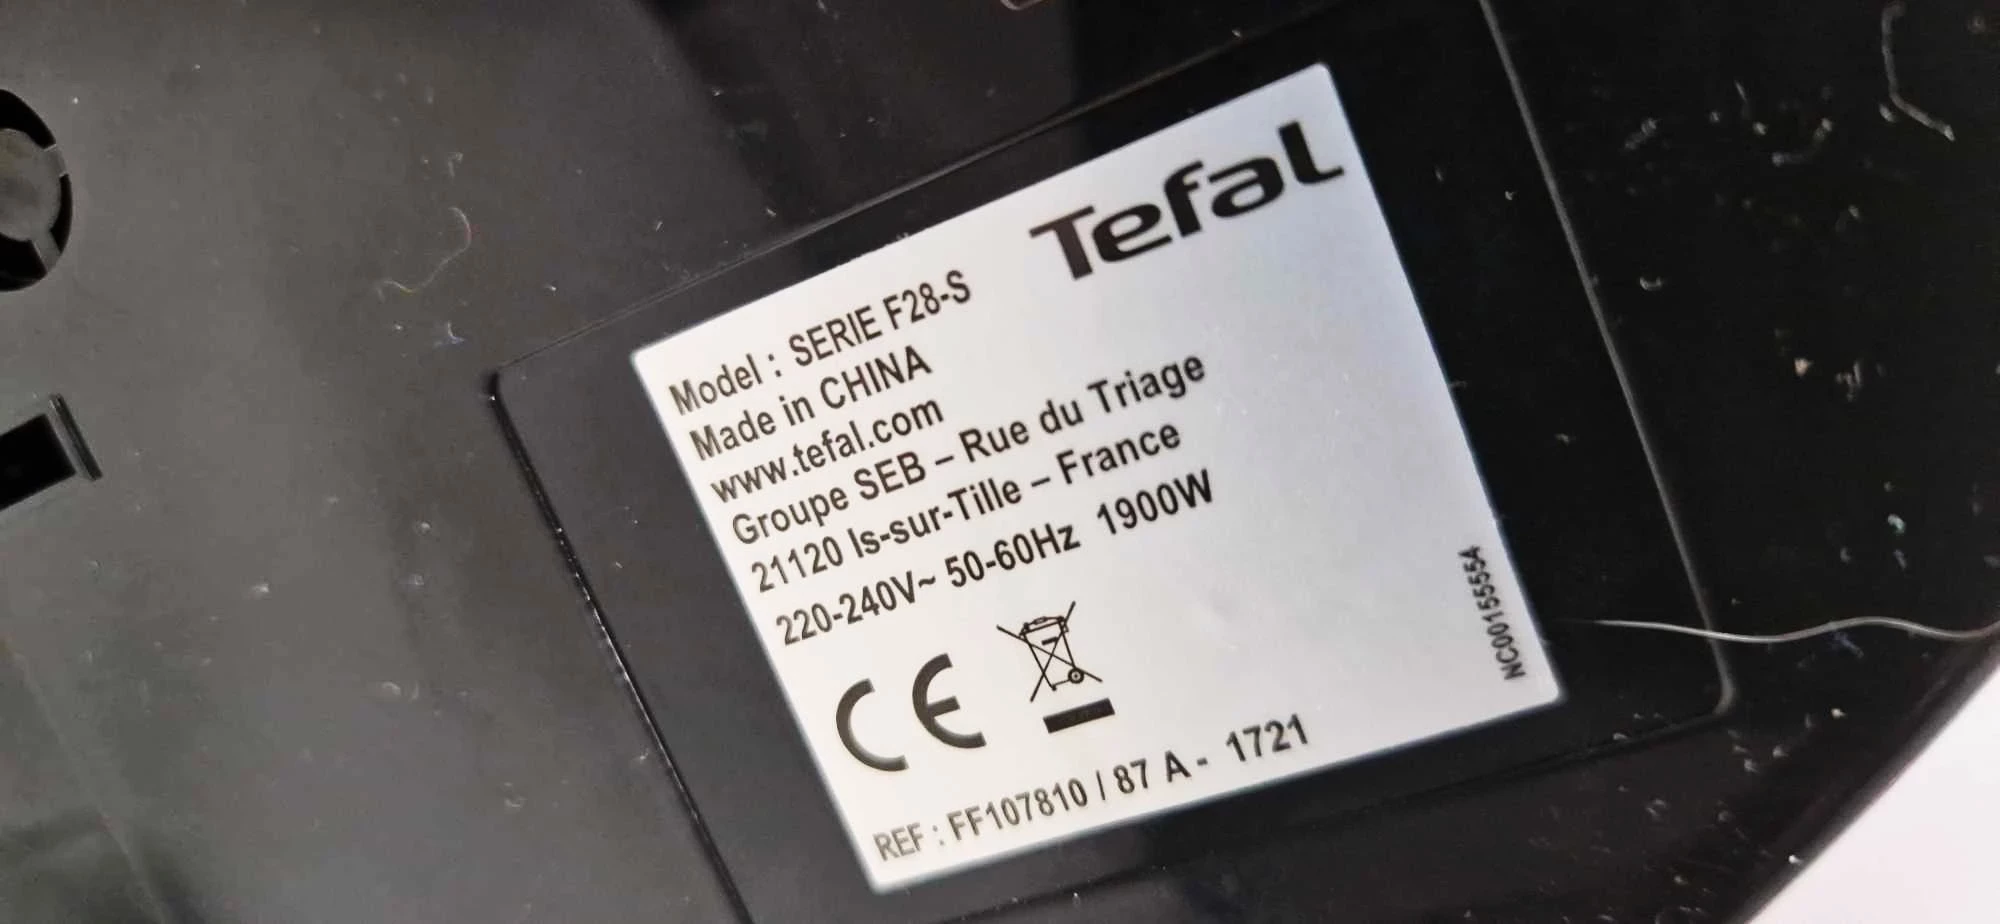 Tefal
Model : SERIE F28-S
Made in CHINA
www.tefal.com
Groupe SEB – Rue du Triage
21120 Is-sur-Tille – France
220-240V~ 50-60Hz 1900W
CE
NC00155554
REF : FF107810 / 87 A - 1721